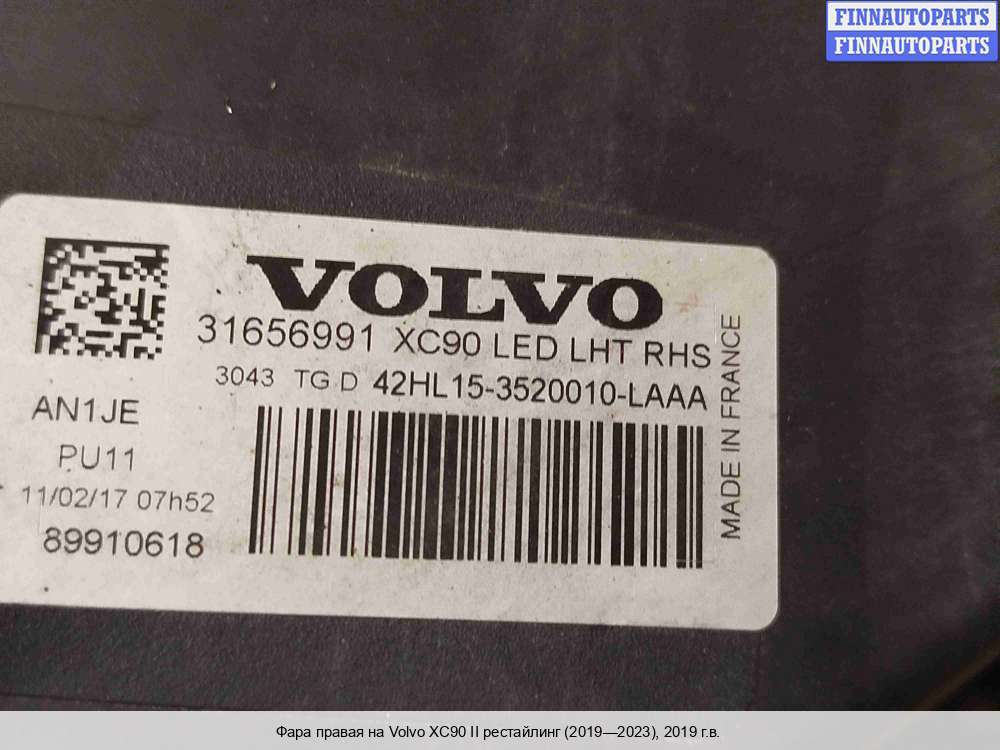 FINNAUTOPARTS
FINNAUTOPARTS
VOLVO
31656991 XC90 LED LHT RHS
3043 TG D 42HL15-3520010-LAAA
MADE IN FRANCE
AN1JE
PU11
11/02/17 07h52
89910618
Фара правая на Volvo XC90 II рестайлинг (2019—2023), 2019 г.в.